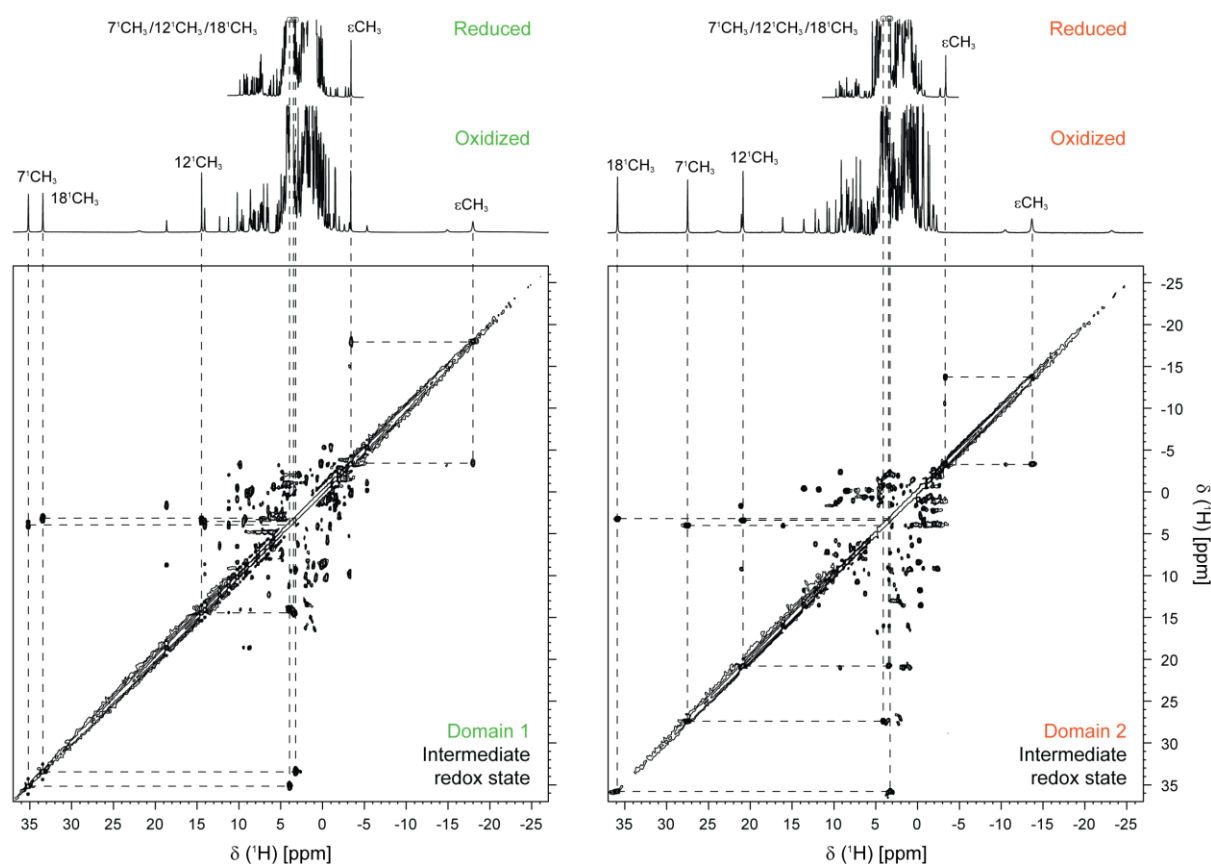 7¹CH₃/12¹CH₃/18¹CH₃
εCH₃
Reduced
Oxidized
7¹CH₃
18¹CH₃
12¹CH₃
εCH₃
Domain 1
Intermediate
redox state
35 30 25 20 15 10 5 0 -5 -10 -15 -20 -25
δ (¹H) [ppm]
7¹CH₃/12¹CH₃/18¹CH₃
εCH₃
Reduced
Oxidized
18¹CH₃
7¹CH₃
12¹CH₃
εCH₃
Domain 2
Intermediate
redox state
35 30 25 20 15 10 5 0 -5 -10 -15 -20 -25
δ (¹H) [ppm]
-25
-20
-15
-10
-5
0
5
10
15
20
25
30
35
δ (¹H) [ppm]